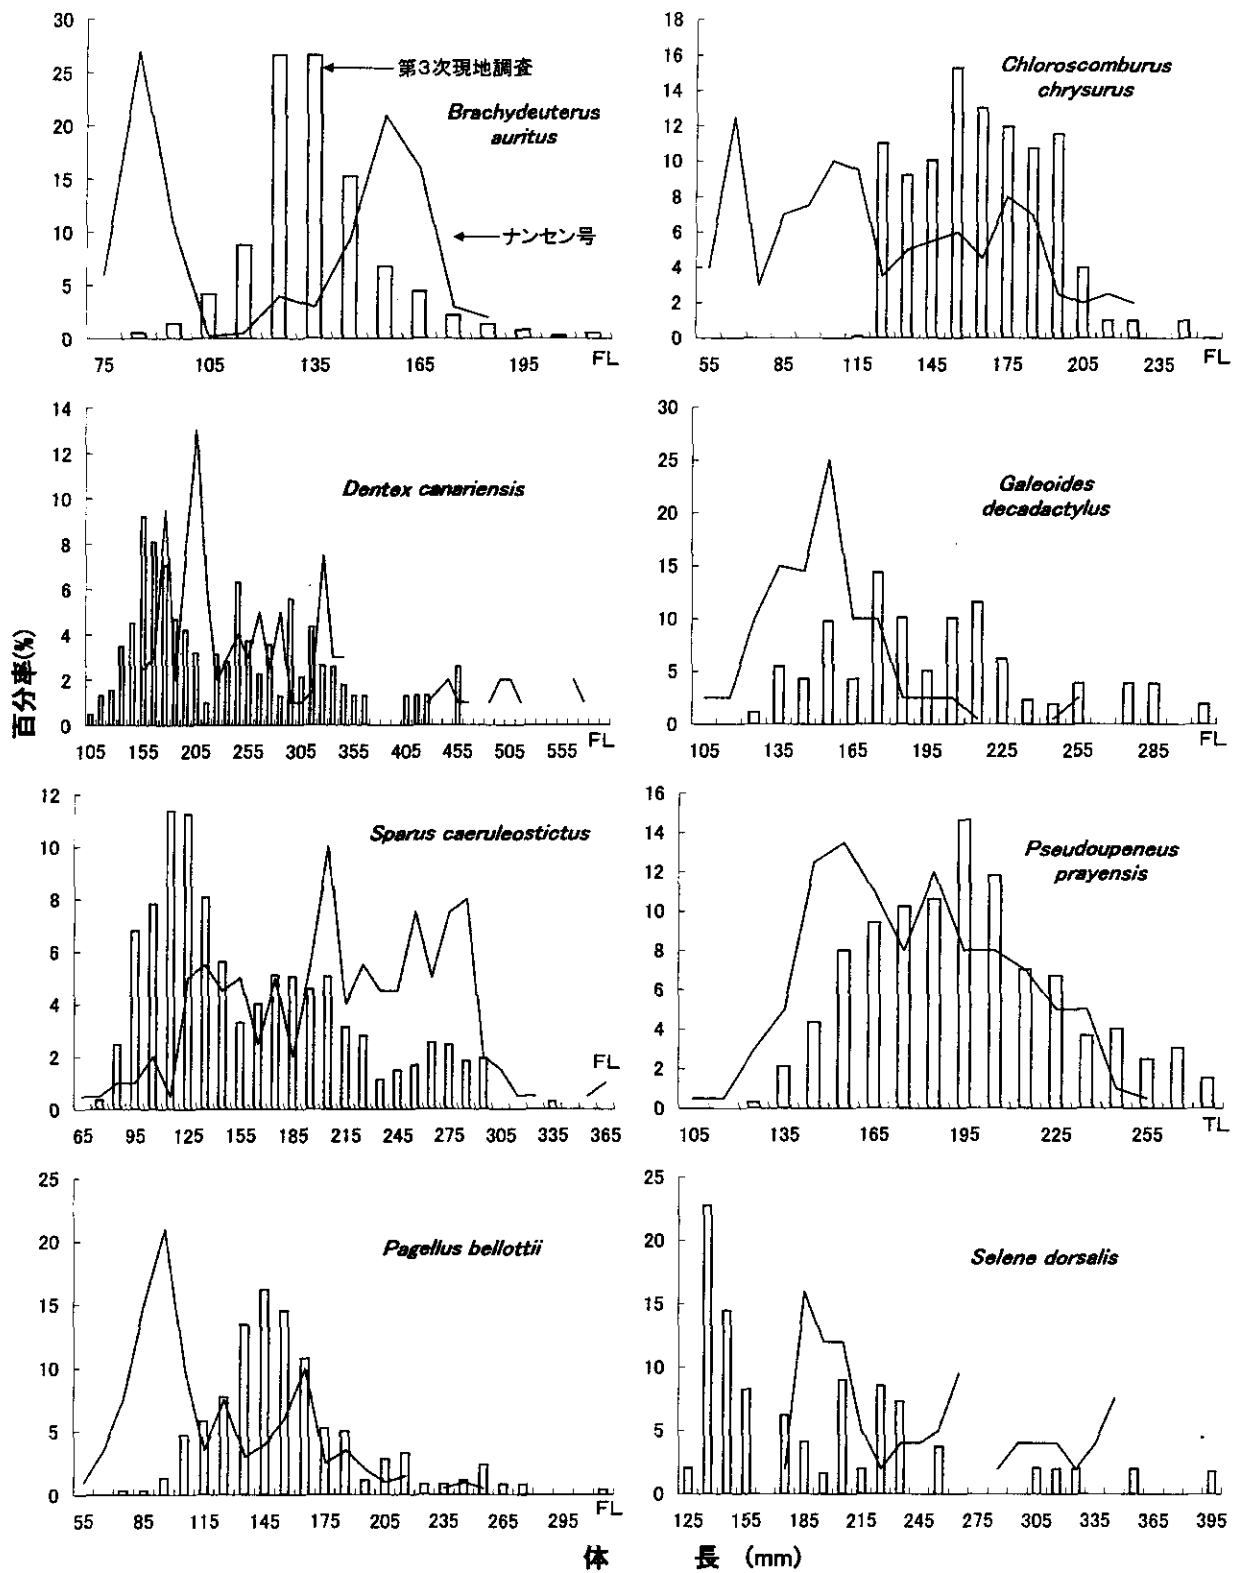 30
25
20
15
10
5
0
第3次現地調査
Brachydeuterus
auritus
ナンセン号
75 105 135 165 195 FL
18
16
14
12
10
8
6
4
2
0
Chloroscomburus
chrysurus
55 85 115 145 175 205 235 FL
14
12
10
8
6
4
2
0
Dentex canariensis
105 155 205 255 305 355 405 455 505 555 FL
30
25
20
15
10
5
0
Galeoides
decadactylus
105 135 165 195 225 255 285 FL
百分率(%)
12
10
8
6
4
2
0
Sparus caeruleostictus
FL
65 95 125 155 185 215 245 275 305 335 365
16
14
12
10
8
6
4
2
0
Pseudoupeneus
prayensis
105 135 165 195 225 255 TL
25
20
15
10
5
0
Pagellus bellottii
55 85 115 145 175 205 235 265 295 FL
25
20
15
10
5
0
Selene dorsalis
125 155 185 215 245 275 305 335 365 395
体 長 (mm)